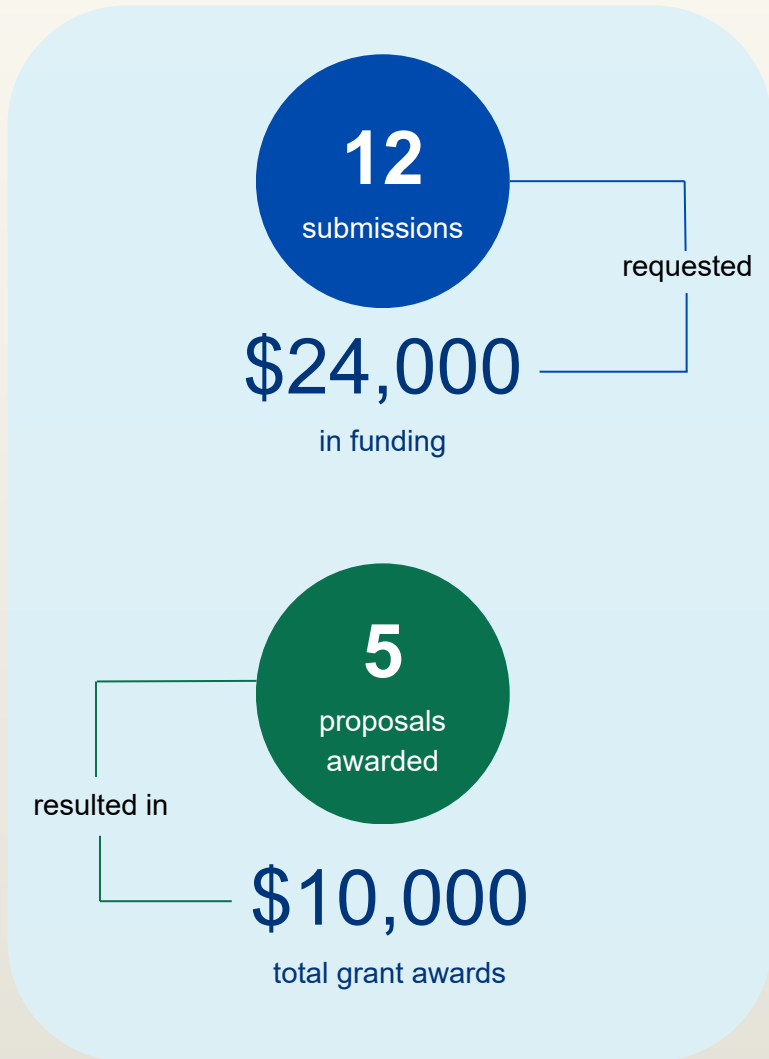 12
submissions
requested
$24,000
in funding
5
proposals
awarded
resulted in
$10,000
total grant awards